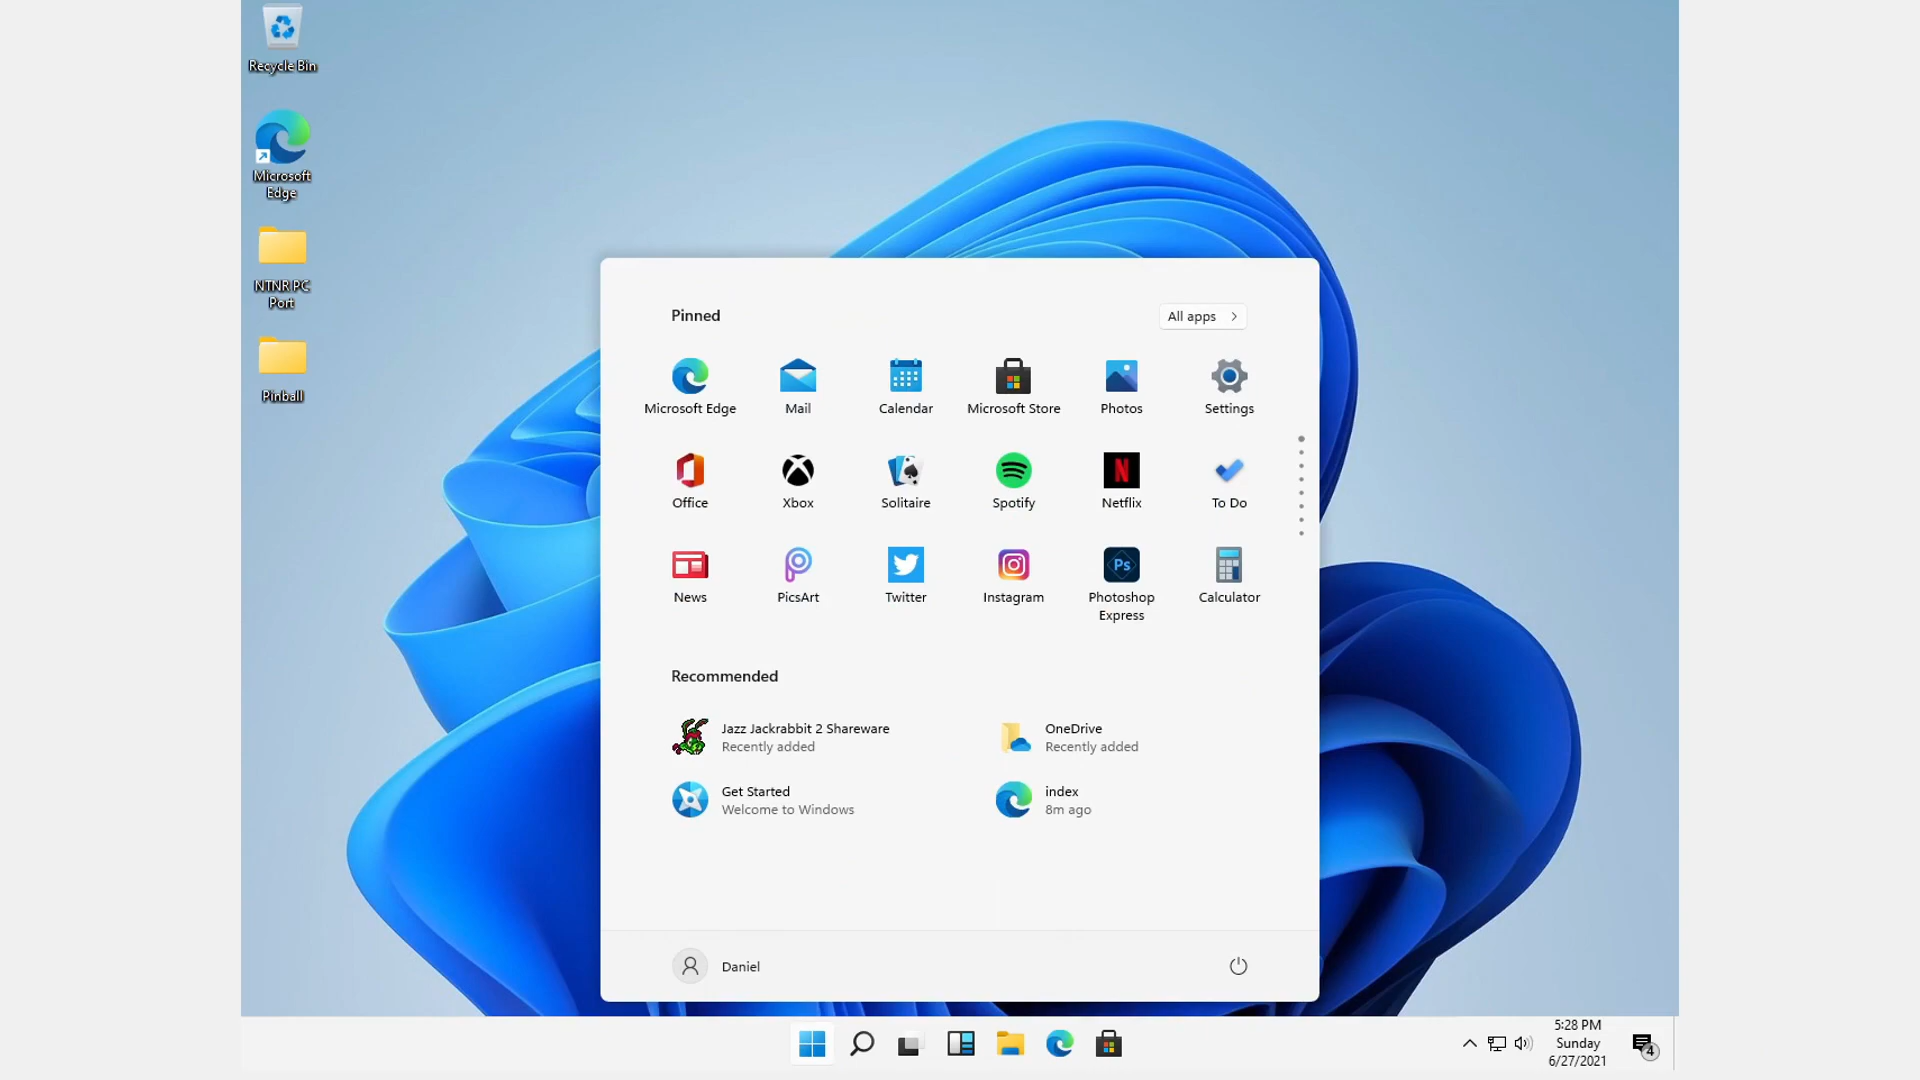 Recycle Bin
Microsoft
Edge
NTNR PC
Port
Pinball
Pinned
All apps
Microsoft Edge
Mail
Calendar
Microsoft Store
Photos
Settings
Office
Xbox
Solitaire
Spotify
Netflix
To Do
News
PicsArt
Twitter
Instagram
Photoshop
Express
Calculator
N
Ps
Recommended
Jazz Jackrabbit 2 Shareware
Recently added
OneDrive
Recently added
Get Started
Welcome to Windows
index
8m ago
Daniel
5:28 PM
Sunday
6/27/2021
4